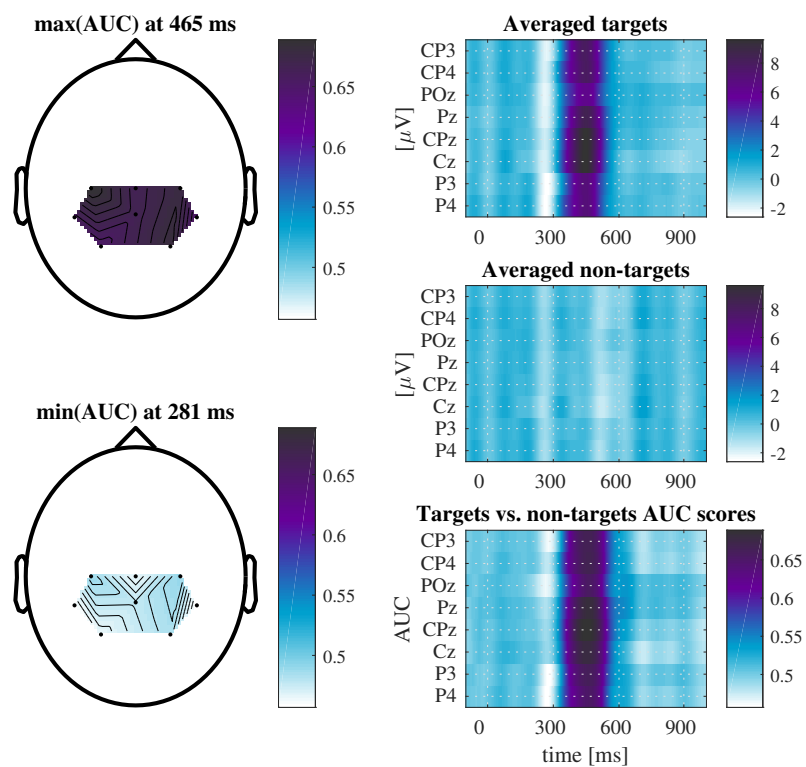 max(AUC) at 465 ms
0.65
0.6
0.55
0.5
min(AUC) at 281 ms
0.65
0.6
0.55
0.5
Averaged targets
[μV]
CP3
CP4
POz
Pz
CPz
Cz
P3
P4
0 300 600 900
8
6
4
2
0
-2
Averaged non-targets
[μV]
CP3
CP4
POz
Pz
CPz
Cz
P3
P4
0 300 600 900
8
6
4
2
0
-2
Targets vs. non-targets AUC scores
AUC
CP3
CP4
POz
Pz
CPz
Cz
P3
P4
0 300 600 900
time [ms]
0.65
0.6
0.55
0.5